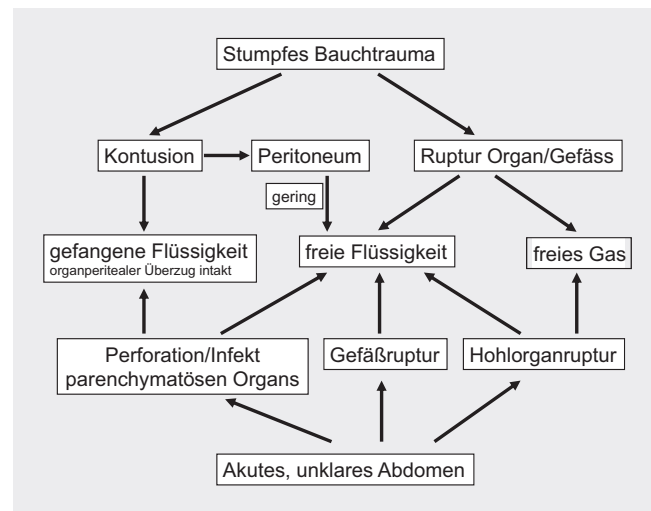 Stumpfes Bauchtrauma
Kontusion
Peritoneum
Ruptur Organ/Gefäss
gering
gefangene Flüssigkeit
organperitealer Überzug intakt
freie Flüssigkeit
freies Gas
Perforation/Infekt
parenchymatösen Organs
Gefäßruptur
Hohlorganruptur
Akutes, unklares Abdomen